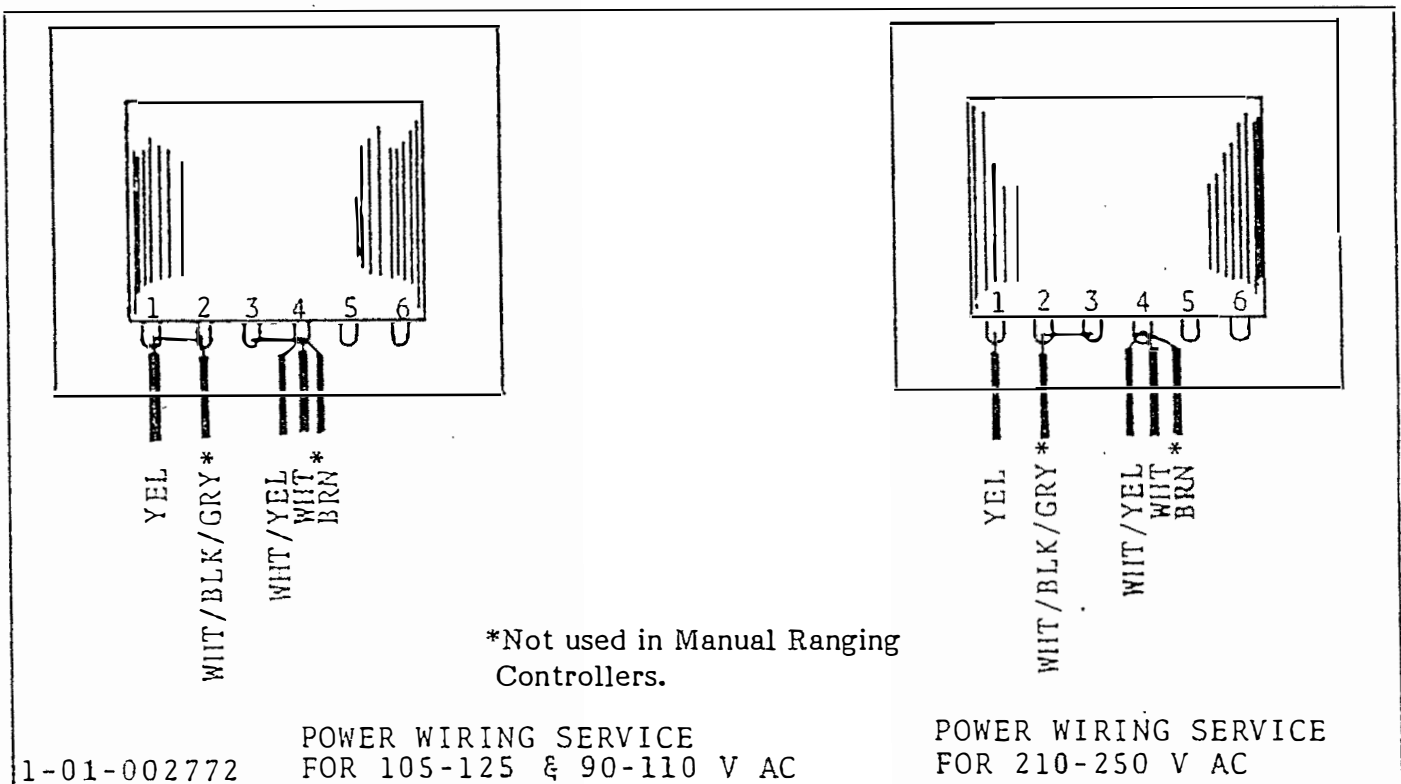 1 2 3 4 5 6
1 2 3 4 5 6
YEL
WHT/BLK/GRY*
WHT/YEL
WHT
BRN*
YEL
WHT/BLK/GRY*
WHT/YEL
WHT
BRN*
*Not used in Manual Ranging
Controllers.
POWER WIRING SERVICE
FOR 105-125 & 90-110 V AC
POWER WIRING SERVICE
FOR 210-250 V AC
1-01-002772